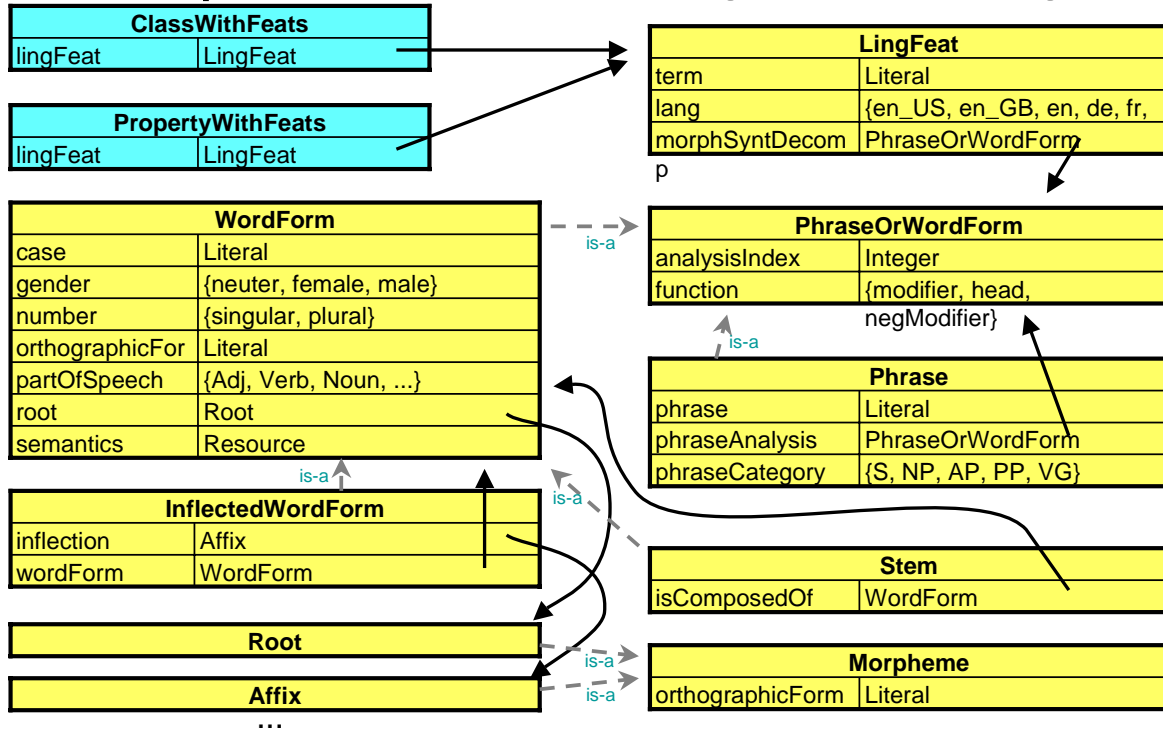 ClassWithFeats
lingFeat LingFeat
PropertyWithFeats
lingFeat LingFeat
LingFeat
term Literal
lang {en_US, en_GB, en, de, fr,
morphSyntDecom PhraseOrWordForm
p
WordForm
case Literal
gender {neuter, female, male}
number {singular, plural}
orthographicFor Literal
partOfSpeech {Adj, Verb, Noun, ...}
root Root
semantics Resource
is-a
PhraseOrWordForm
analysisIndex Integer
function {modifier, head,
negModifier}
is-a
Phrase
phrase Literal
phraseAnalysis PhraseOrWordForm
phraseCategory {S, NP, AP, PP, VG}
is-a
is-a
InflectedWordForm
inflection Affix
wordForm WordForm
Stem
isComposedOf WordForm
Root
is-a
Affix
is-a
...
Morpheme
orthographicForm Literal